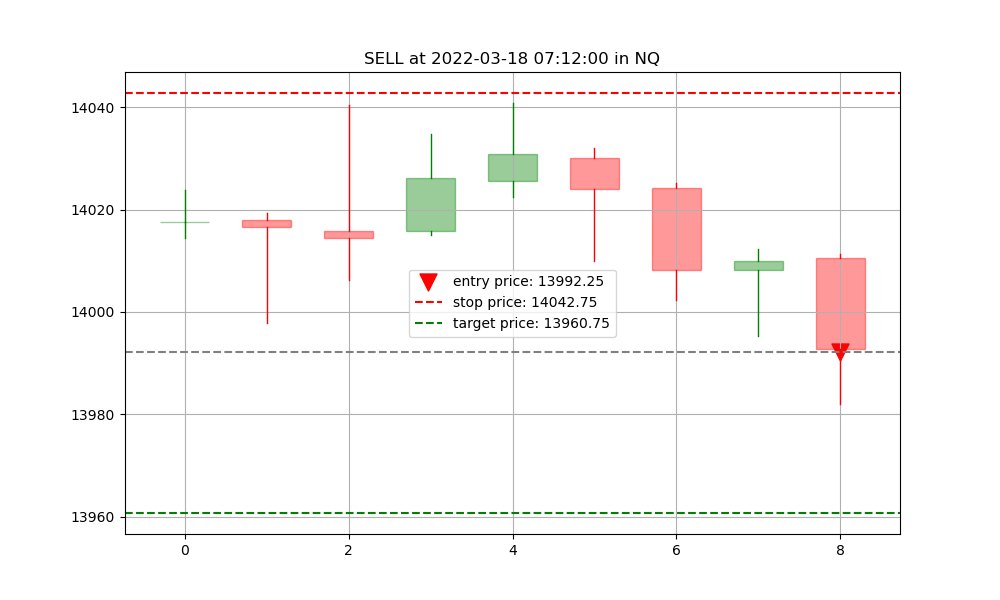 SELL at 2022-03-18 07:12:00 in NQ
14040
14020
14000
13980
13960
entry price: 13992.25
stop price: 14042.75
target price: 13960.75
0 2 4 6 8